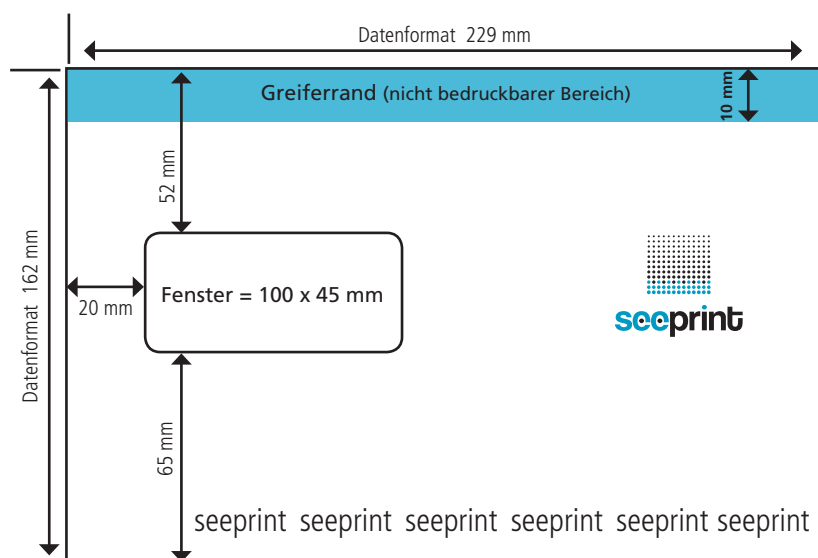 Datenformat 229 mm
Greiferrand (nicht bedruckbarer Bereich)
10 mm
52 mm
Datenformat 162 mm
20 mm
Fenster = 100 x 45 mm
seeprint
65 mm
seeprint seeprint seeprint seeprint seeprint seeprint